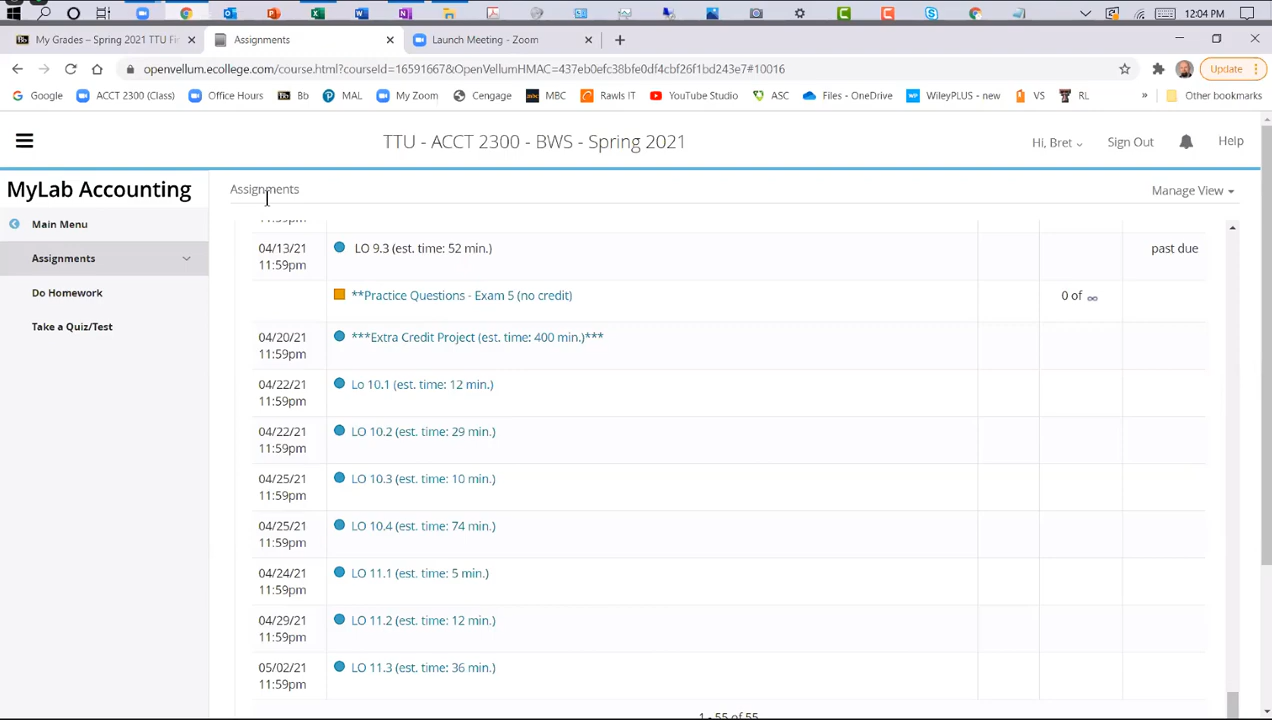 12:04 PM
My Grades – Spring 2021 TTU Fi
Assignments
Launch Meeting - Zoom
openvellum.ecollege.com/course.html?courseId=16591667&OpenVellumHMAC=437eb0efc38bfe0df4cbf26f1bd243e7#10016
Update
Google
ACCT 2300 (Class)
Office Hours
Bb
MAL
My Zoom
Cengage
MBC
Rawls IT
YouTube Studio
ASC
Files - OneDrive
WileyPLUS - new
VS
RL
»
Other bookmarks
TTU - ACCT 2300 - BWS - Spring 2021
Hi, Bret
Sign Out
Help
MyLab Accounting
Main Menu
Assignments
Do Homework
Take a Quiz/Test
Assignments
Manage View
11:59pm
04/13/21
11:59pm
LO 9.3 (est. time: 52 min.)
past due
**Practice Questions - Exam 5 (no credit)
0 of ∞
04/20/21
11:59pm
***Extra Credit Project (est. time: 400 min.)***
04/22/21
11:59pm
Lo 10.1 (est. time: 12 min.)
04/22/21
11:59pm
LO 10.2 (est. time: 29 min.)
04/25/21
11:59pm
LO 10.3 (est. time: 10 min.)
04/25/21
11:59pm
LO 10.4 (est. time: 74 min.)
04/24/21
11:59pm
LO 11.1 (est. time: 5 min.)
04/29/21
11:59pm
LO 11.2 (est. time: 12 min.)
05/02/21
11:59pm
LO 11.3 (est. time: 36 min.)
1 - 55 of 55